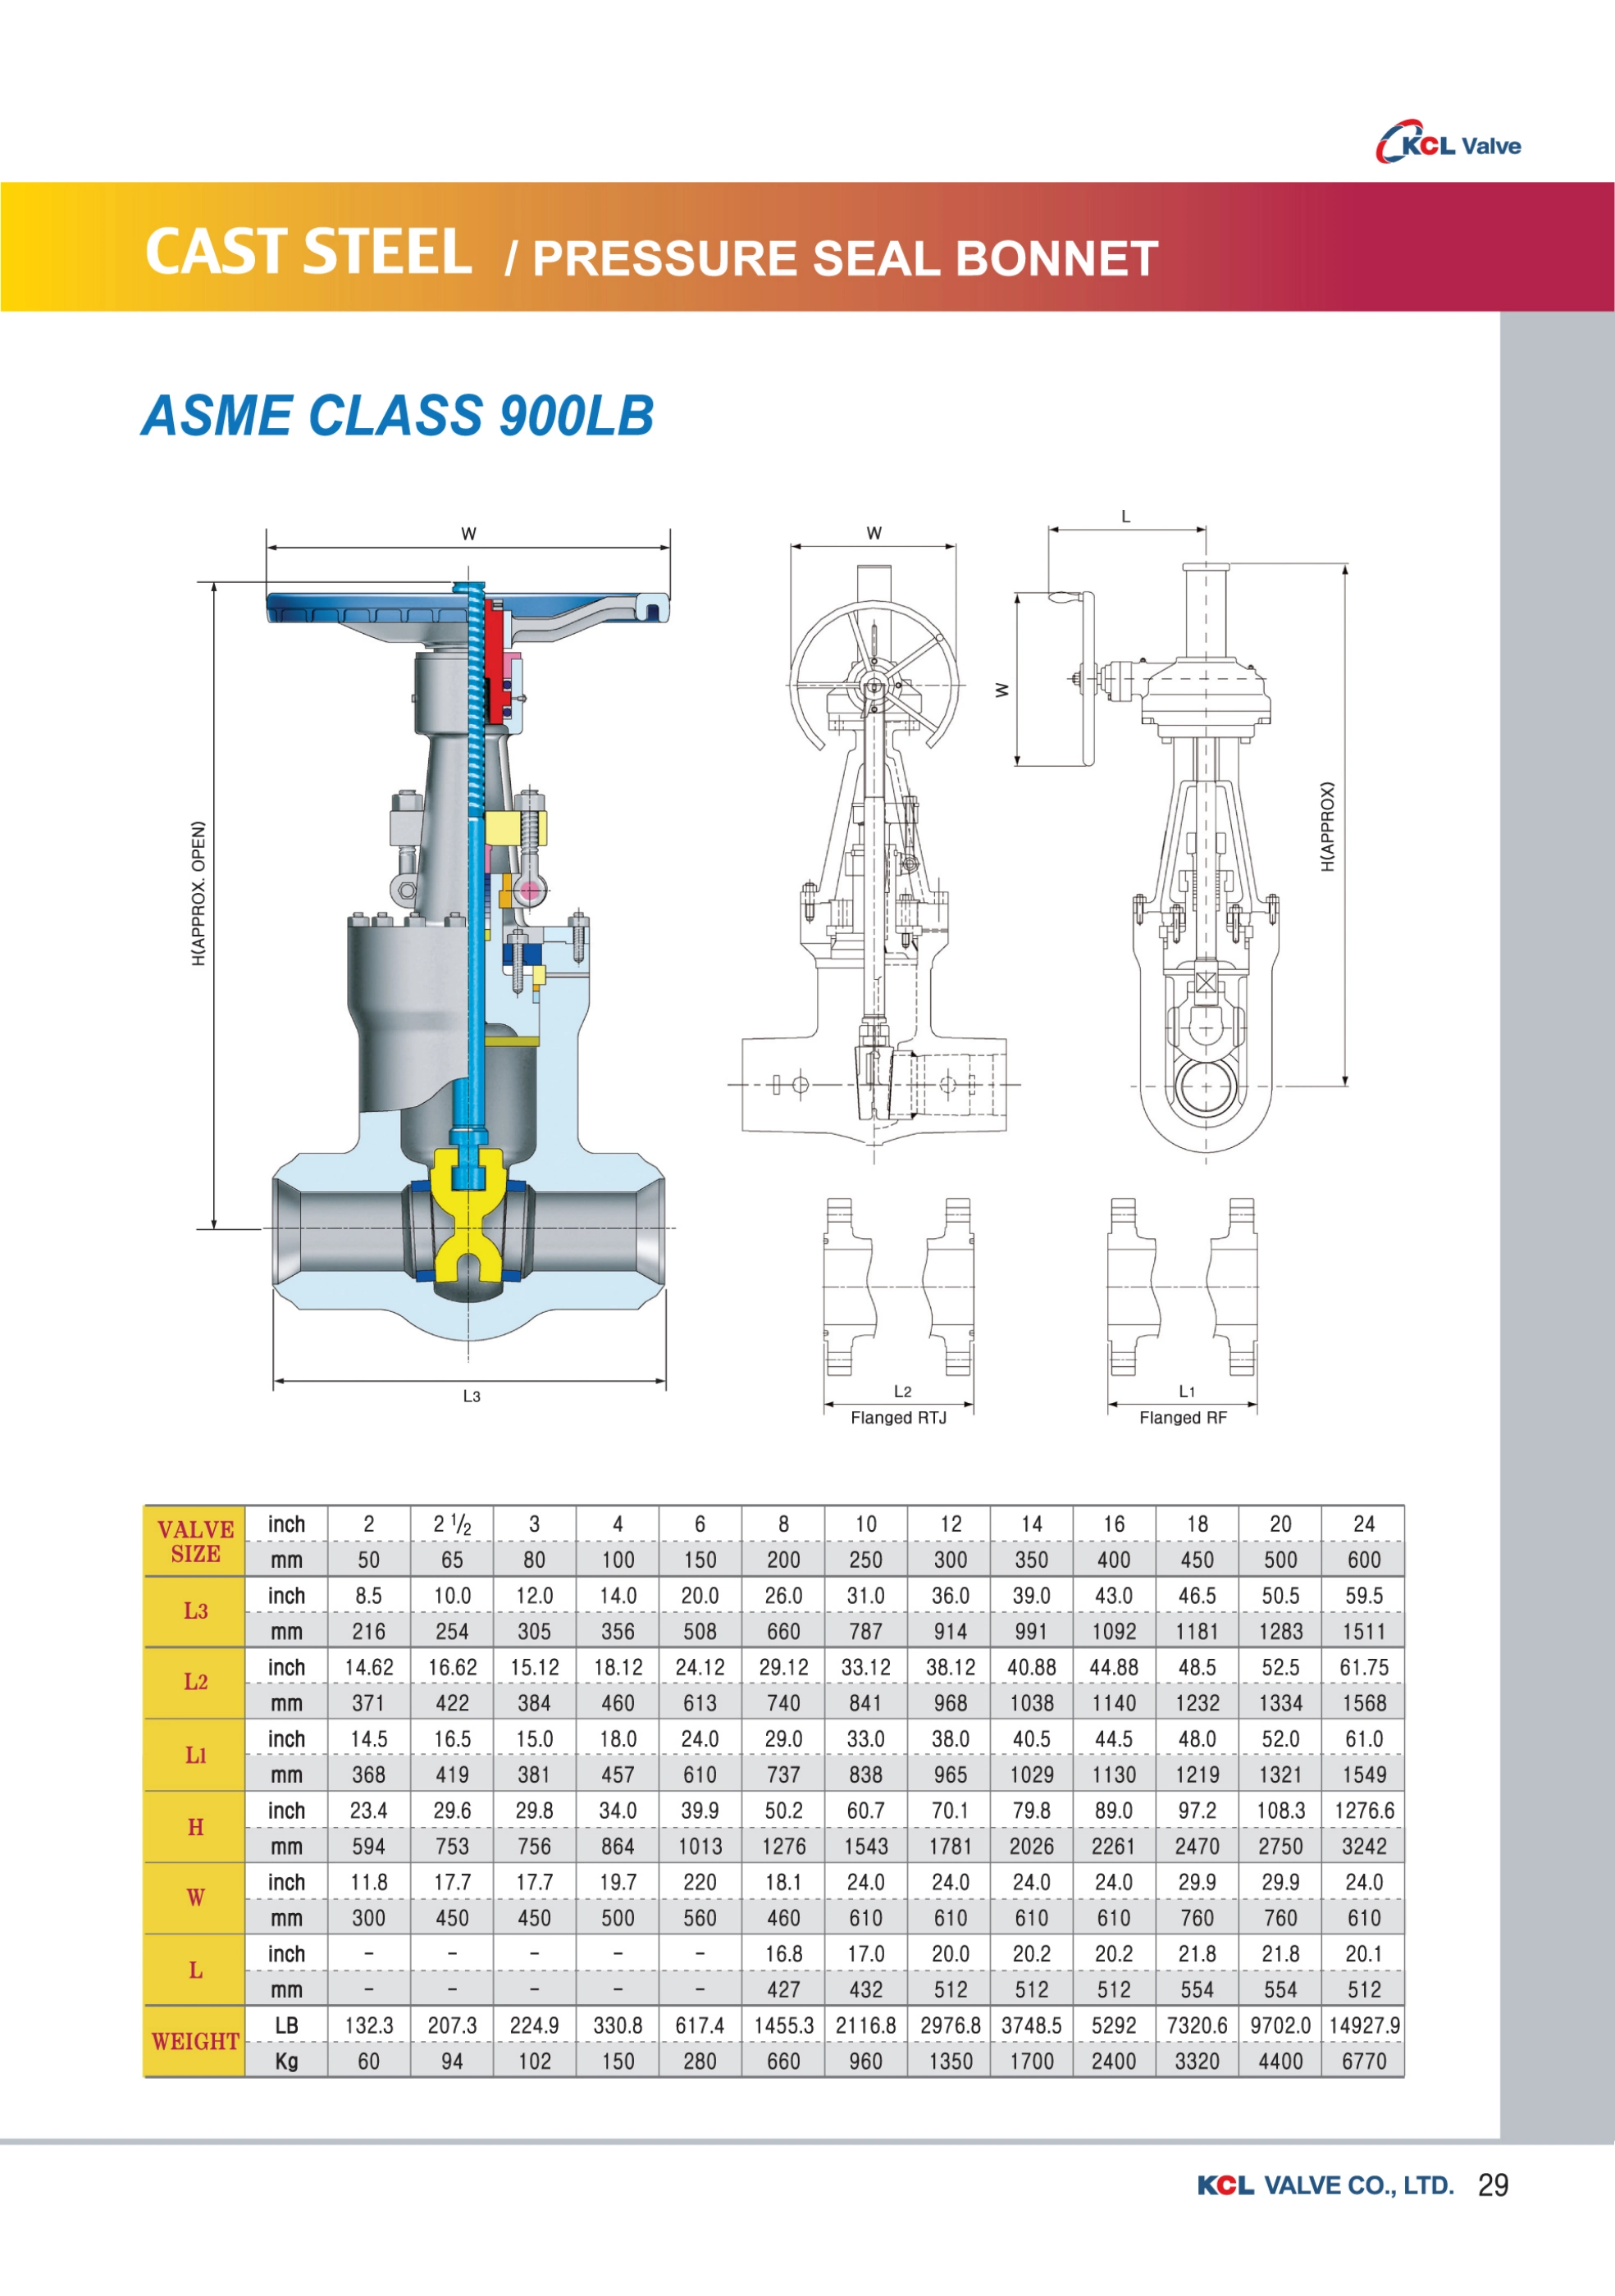 KCL Valve
CAST STEEL / PRESSURE SEAL BONNET
ASME CLASS 900LB
W
W
L
W
H(APPROX. OPEN)
H(APPROX)
L3
L2
L1
Flanged RTJ
Flanged RF
VALVE SIZE inch 2 2 1/2 3 4 6 8 10 12 14 16 18 20 24
mm 50 65 80 100 150 200 250 300 350 400 450 500 600
L3 inch 8.5 10.0 12.0 14.0 20.0 26.0 31.0 36.0 39.0 43.0 46.5 50.5 59.5
mm 216 254 305 356 508 660 787 914 991 1092 1181 1283 1511
L2 inch 14.62 16.62 15.12 18.12 24.12 29.12 33.12 38.12 40.88 44.88 48.5 52.5 61.75
mm 371 422 384 460 613 740 841 968 1038 1140 1232 1334 1568
L1 inch 14.5 16.5 15.0 18.0 24.0 29.0 33.0 38.0 40.5 44.5 48.0 52.0 61.0
mm 368 419 381 457 610 737 838 965 1029 1130 1219 1321 1549
H inch 23.4 29.6 29.8 34.0 39.9 50.2 60.7 70.1 79.8 89.0 97.2 108.3 1276.6
mm 594 753 756 864 1013 1276 1543 1781 2026 2261 2470 2750 3242
W inch 11.8 17.7 17.7 19.7 220 18.1 24.0 24.0 24.0 24.0 29.9 29.9 24.0
mm 300 450 450 500 560 460 610 610 610 610 760 760 610
L inch - - - - - 16.8 17.0 20.0 20.2 20.2 21.8 21.8 20.1
mm - - - - - 427 432 512 512 512 554 554 512
WEIGHT LB 132.3 207.3 224.9 330.8 617.4 1455.3 2116.8 2976.8 3748.5 5292 7320.6 9702.0 14927.9
Kg 60 94 102 150 280 660 960 1350 1700 2400 3320 4400 6770
KCL VALVE CO., LTD. 29